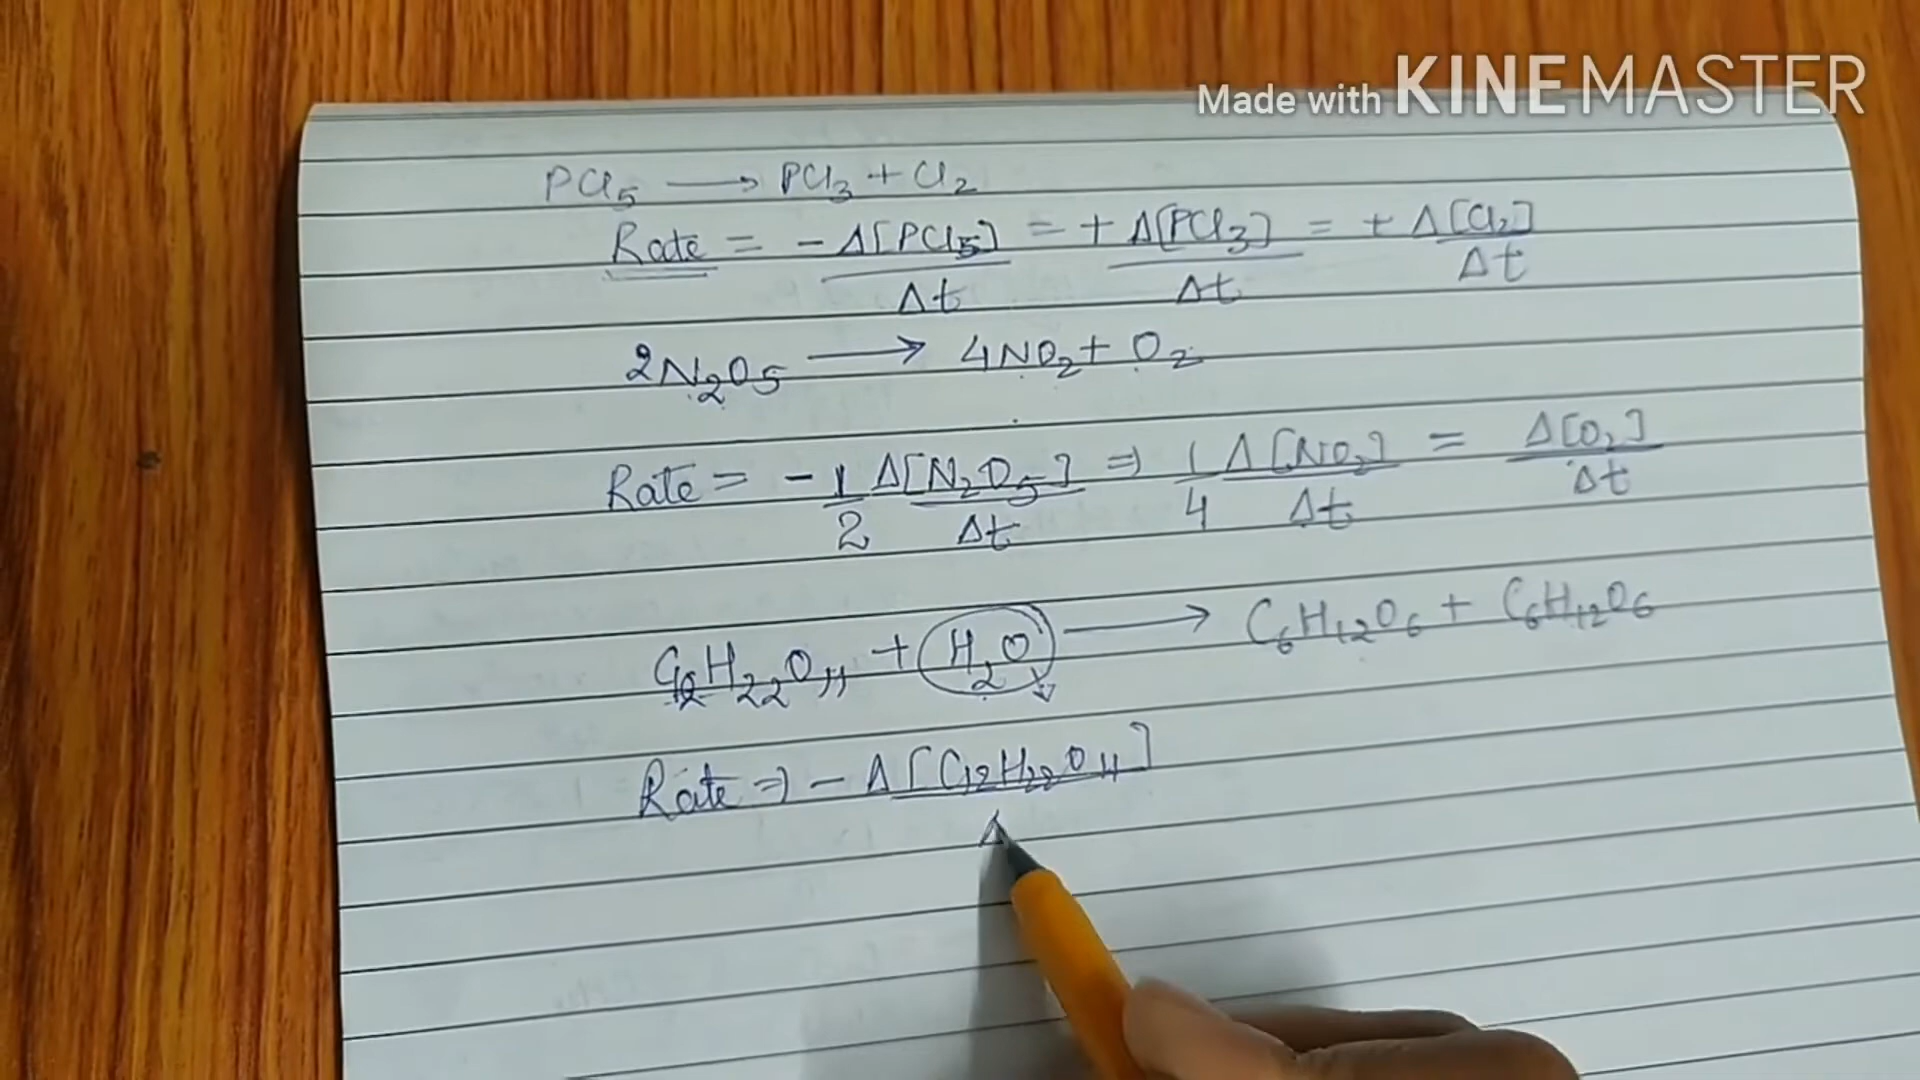 Made with KINEMASTER
PCl₅ ⟶ PCl₃ + Cl₂
Rate = - Δ[PCl₅]/Δt = + Δ[PCl₃]/Δt = + Δ[Cl₂]/Δt
2N₂O₅ ⟶ 4NO₂ + O₂
Rate = - 1/2 Δ[N₂O₅]/Δt ⇒ 1/4 Δ[NO₂]/Δt = Δ[O₂]/Δt
C₁₂H₂₂O₁₁ + H₂O ⟶ C₆H₁₂O₆ + C₆H₁₂O₆
Rate ⇒ - Δ[C₁₂H₂₂O₁₁]/Δ